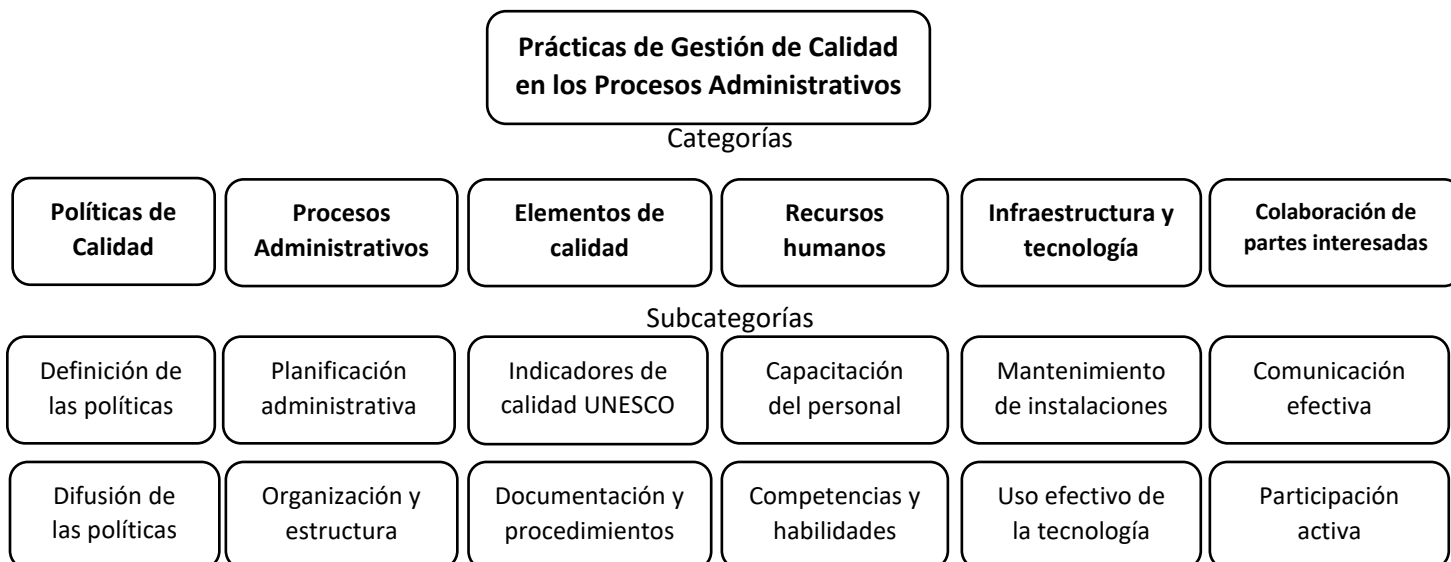 Prácticas de Gestión de Calidad
en los Procesos Administrativos
Categorías
Políticas de
Calidad
Procesos
Administrativos
Elementos de
calidad
Recursos
humanos
Infraestructura y
tecnología
Colaboración de
partes interesadas
Subcategorías
Definición de
las políticas
Planificación
administrativa
Indicadores de
calidad UNESCO
Capacitación
del personal
Mantenimiento
de instalaciones
Comunicación
efectiva
Difusión de
las políticas
Organización y
estructura
Documentación y
procedimientos
Competencias y
habilidades
Uso efectivo de
la tecnología
Participación
activa